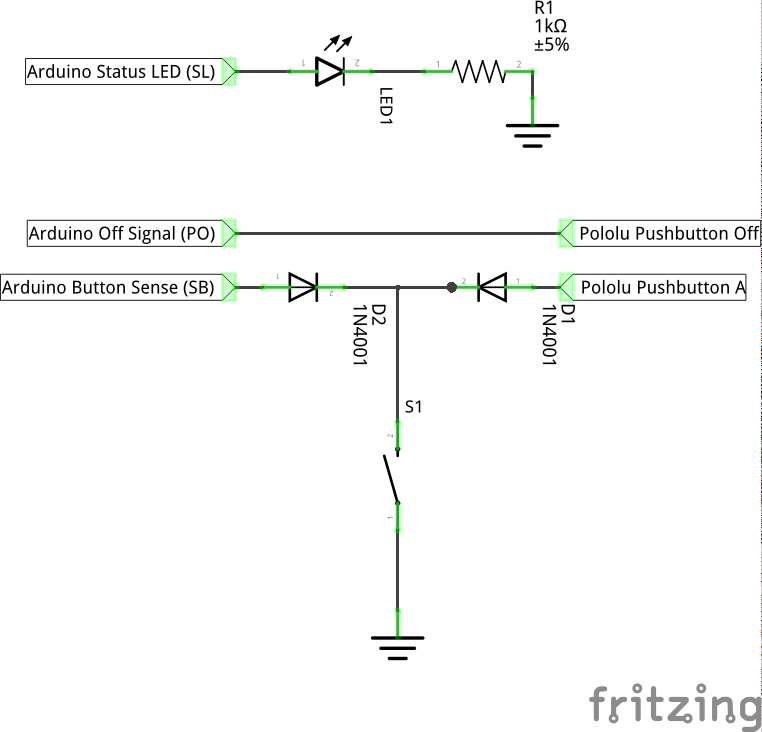 R1
1kΩ
±5%
Arduino Status LED (SL)
1
2
1
2
LED1
Arduino Off Signal (PO)
Pololu Pushbutton Off
Arduino Button Sense (SB)
1
2
2
1
Pololu Pushbutton A
D2
1N4001
D1
1N4001
S1
2
1
fritzing